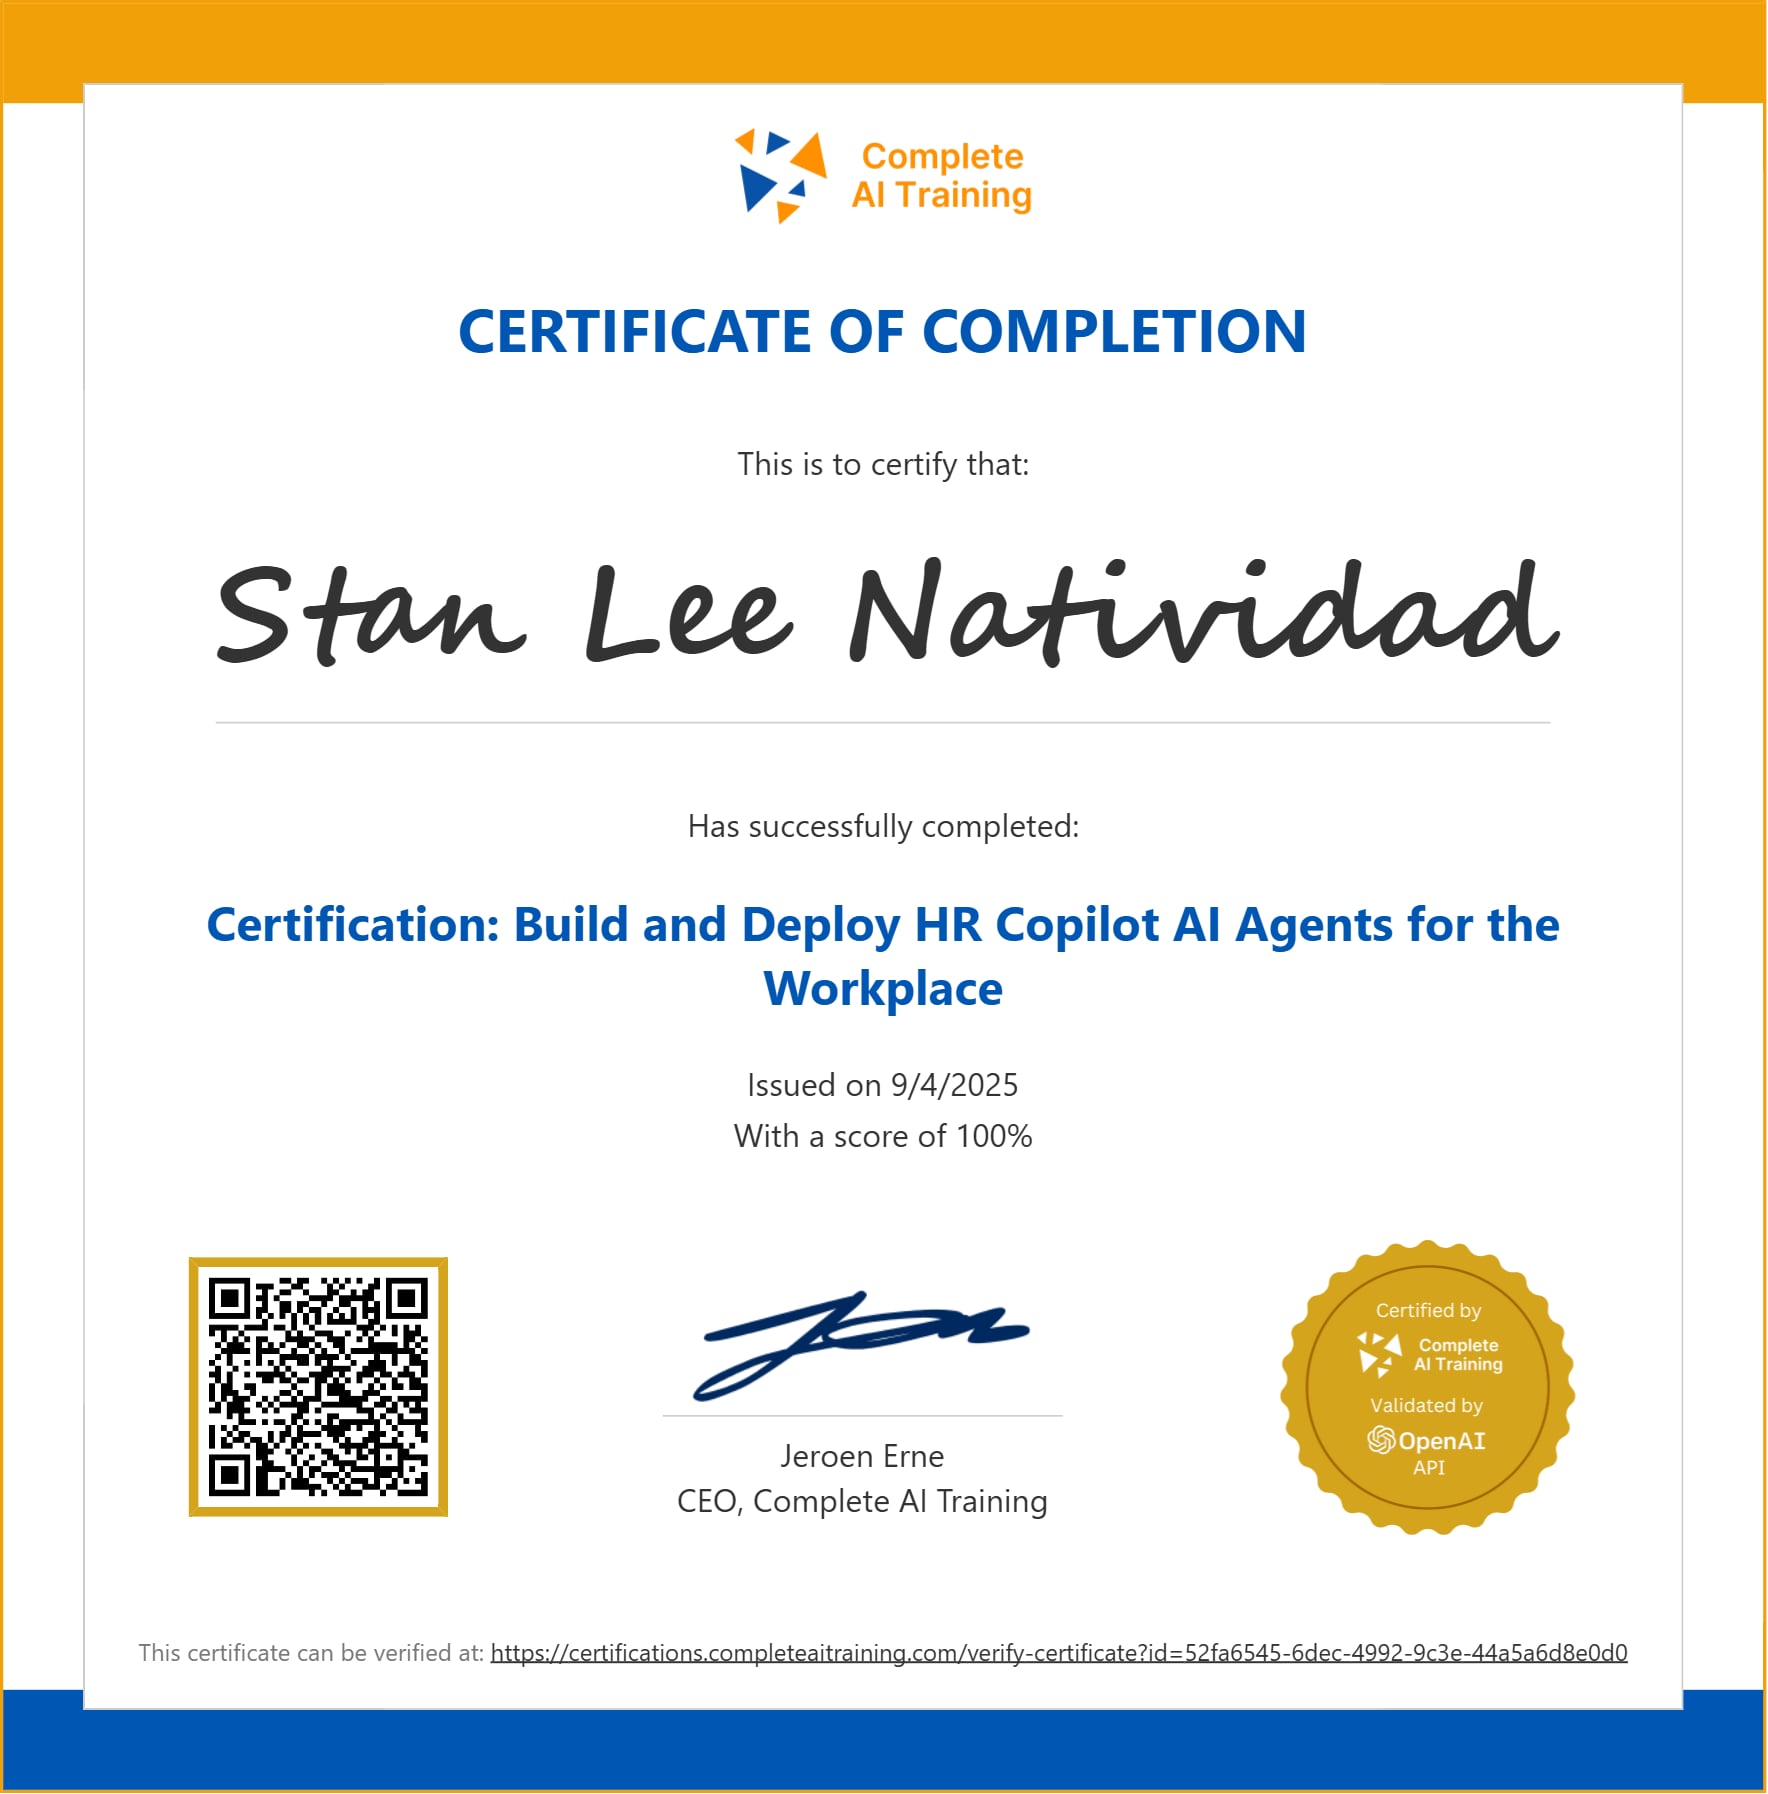 Complete
AI Training
CERTIFICATE OF COMPLETION
This is to certify that:
Stan Lee Natividad
Has successfully completed:
Certification: Build and Deploy HR Copilot AI Agents for the
Workplace
Issued on 9/4/2025
With a score of 100%
Jeroen Erne
CEO, Complete AI Training
Certified by
Complete
AI Training
Validated by
OpenAI
API
This certificate can be verified at: https://certifications.completeaitraining.com/verify-certificate?id=52fa6545-6dec-4992-9c3e-44a5a6d8e0d0